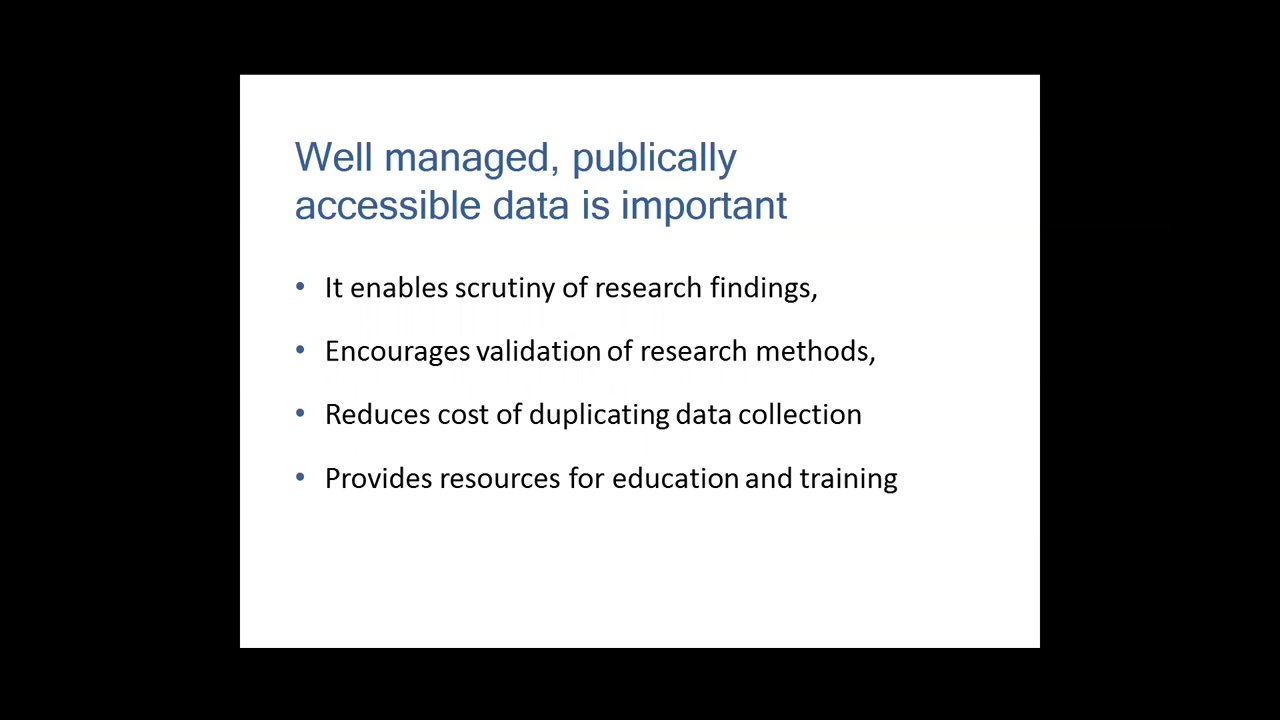 Well managed, publically
accessible data is important
• It enables scrutiny of research findings,
• Encourages validation of research methods,
• Reduces cost of duplicating data collection
• Provides resources for education and training